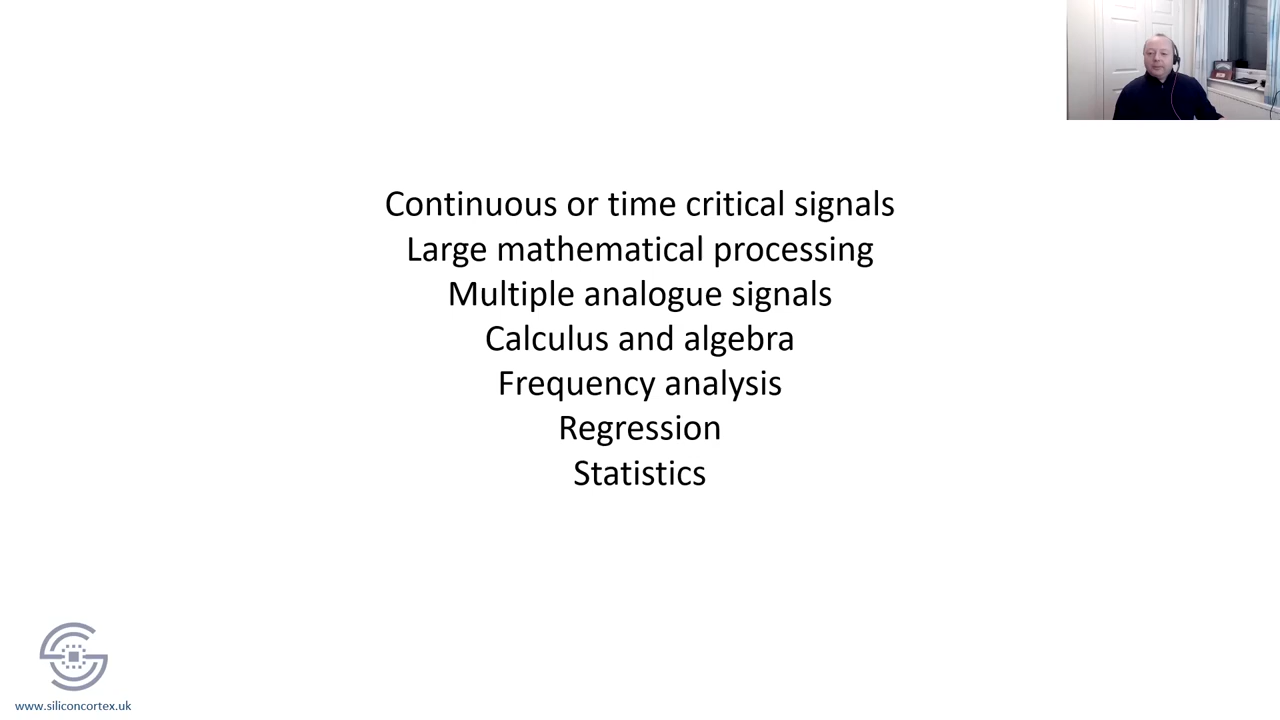 Continuous or time critical signals
Large mathematical processing
Multiple analogue signals
Calculus and algebra
Frequency analysis
Regression
Statistics
www.siliconcortex.uk